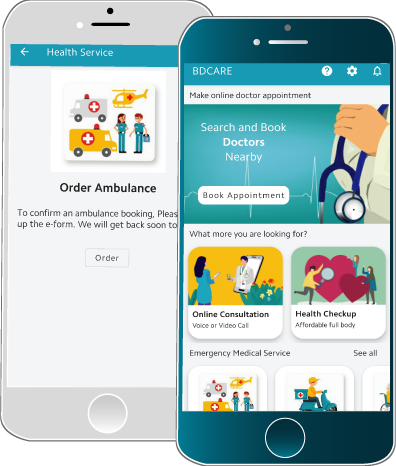 Health Service
Order Ambulance
To confirm an ambulance booking, Pleas
up the e-form. We will get back soon to
Order
BDCARE
Make online doctor appointment
Search and Book
Doctors
Nearby
Book Appointment
What more you are looking for?
Online Consultation
Voice or Video Call
Health Checkup
Affordable full body
Emergency Medical Service
See all